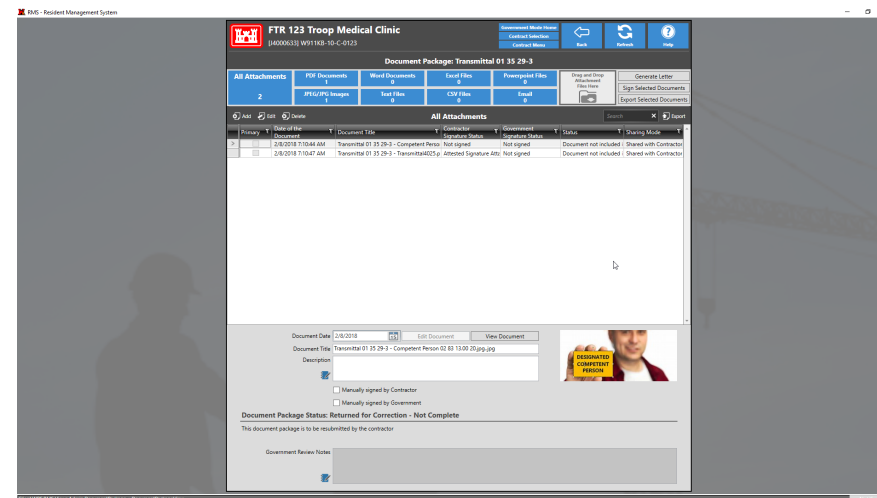 RMS - Resident Management System
FTR 123 Troop Medical Clinic
[J4000633] W911KB-10-C-0123
Government Mode Home
Contract Selection
Contract Menu
Back
Refresh
Help
Document Package: Transmittal 01 35 29-3
All Attachments
2
PDF Documents
1
Word Documents
0
Excel Files
0
Powerpoint Files
0
JPEG/JPG Images
1
Text Files
0
CSV Files
0
Email
0
Drag and Drop
Attachment
Files Here
Generate Letter
Sign Selected Documents
Export Selected Documents
Add Edit Delete
All Attachments
Search
Export
Primary
Date of the
Document
Document Title
Contractor
Signature Status
Government
Signature Status
Status
Sharing Mode
2/8/2018 7:10:44 AM Transmittal 01 35 29-3 - Competent Perso Not signed Not signed Document not included i Shared with Contractor
2/8/2018 7:10:47 AM Transmittal 01 35 29-3 - Transmittal4025.p Attested Signature Atta Not signed Document not included i Shared with Contractor
Document Date 2/8/2018
Edit Document
View Document
Document Title Transmittal 01 35 29-3 - Competent Person 02 83 13.00 20.jpg.jpg
Description
DESIGNATED
COMPETENT
PERSON
Manually signed by Contractor
Manually signed by Government
Document Package Status: Returned for Correction - Not Complete
This document package is to be resubmitted by the contractor
Government Review Notes